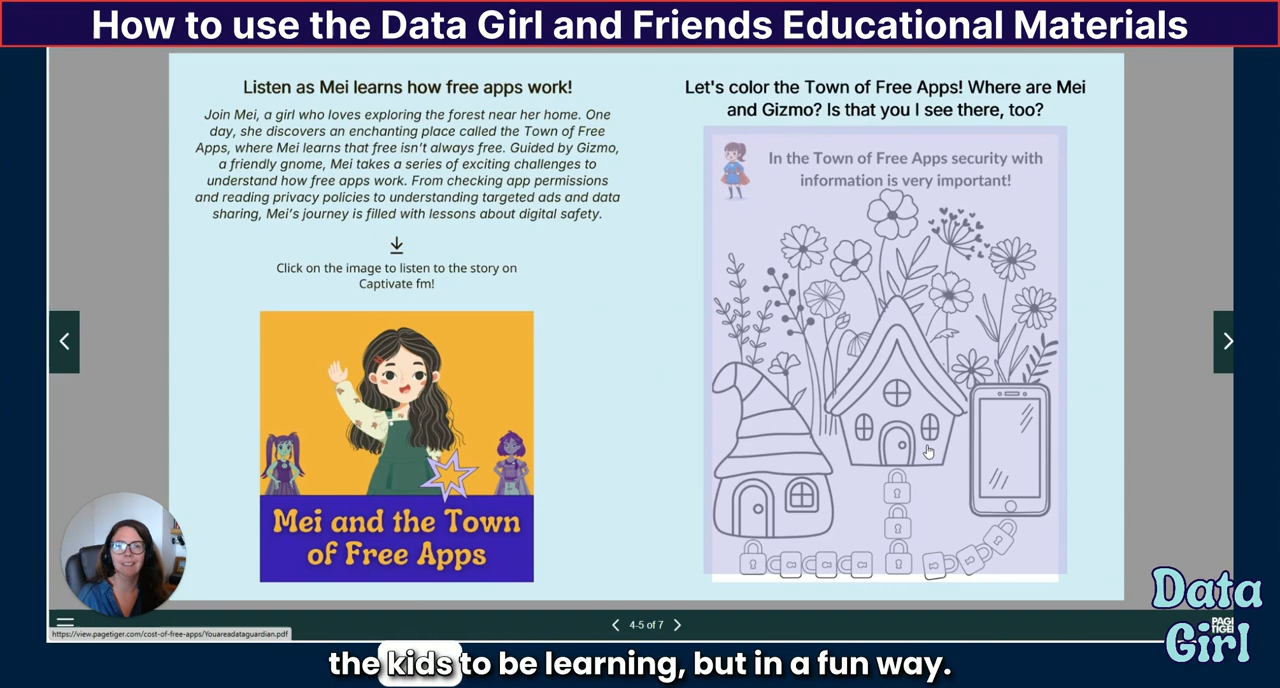 How to use the Data Girl and Friends Educational Materials
Listen as Mei learns how free apps work!
Join Mei, a girl who loves exploring the forest near her home. One
day, she discovers an enchanting place called the Town of Free
Apps, where Mei learns that free isn't always free. Guided by Gizmo,
a friendly gnome, Mei takes a series of exciting challenges to
understand how free apps work. From checking app permissions
and reading privacy policies to understanding targeted ads and data
sharing, Mei's journey is filled with lessons about digital safety.
Click on the image to listen to the story on
Captivate fm!
Mei and the Town
of Free Apps
Let's color the Town of Free Apps! Where are Mei
and Gizmo? Is that you I see there, too?
In the Town of Free Apps security with
information is very important!
https://view.pagetiger.com/cost-of-free-apps/Youareadataguardian.pdf
4-5 of 7
Data
Girl
PAGE
TIGER
the kids to be learning, but in a fun way.